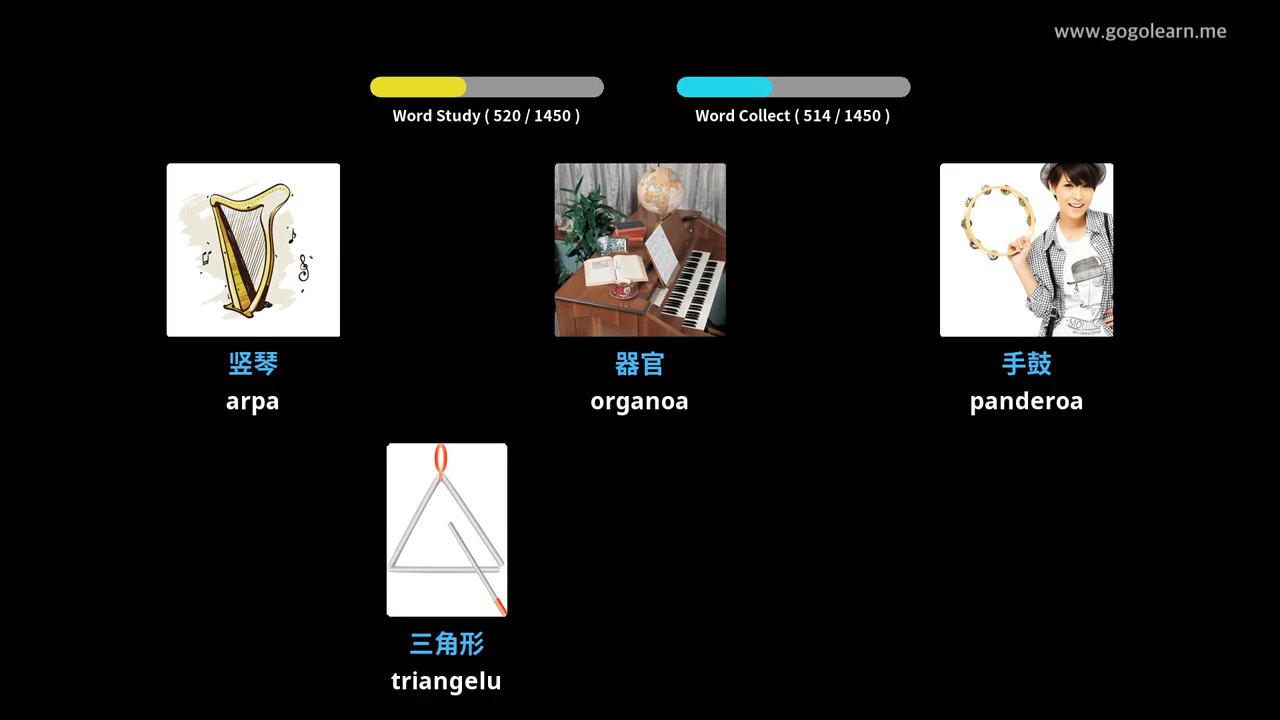 www.gogolearn.me
Word Study ( 520 / 1450 )
Word Collect ( 514 / 1450 )
竖琴
arpa
器官
organoa
手鼓
panderoa
三角形
triangelu